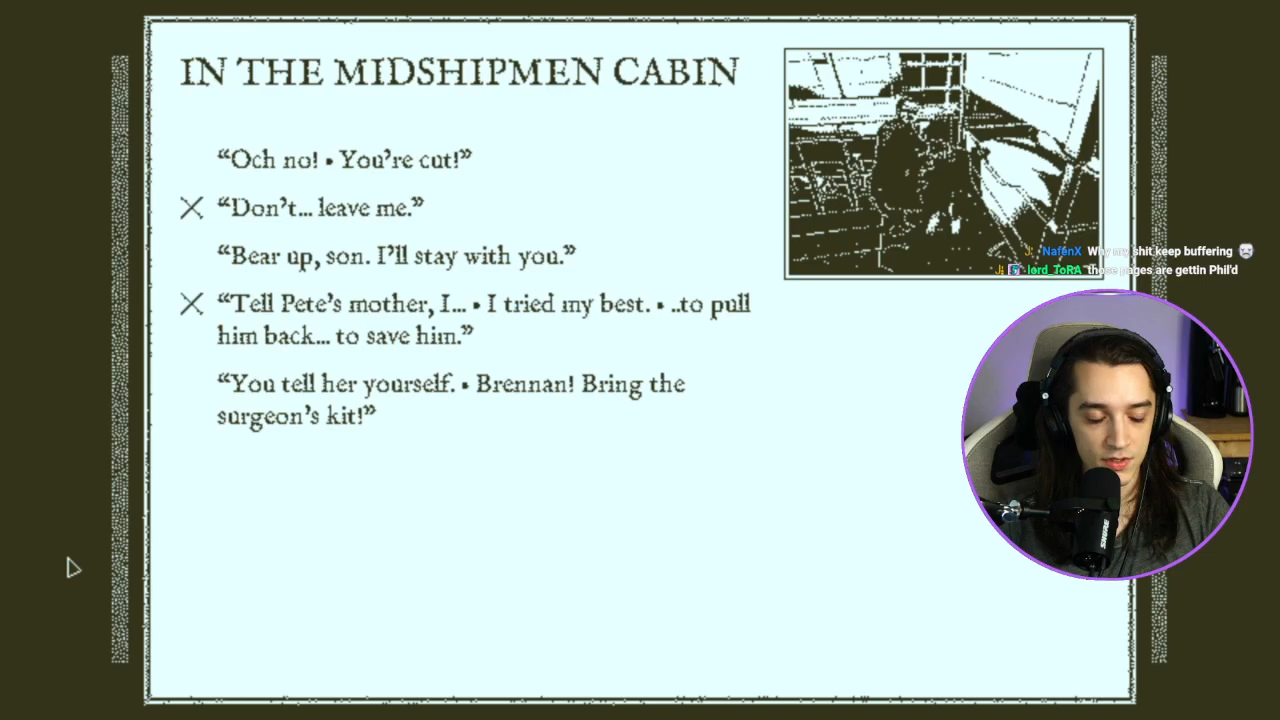 IN THE MIDSHIPMEN CABIN
“Och no! • You’re cut!”
“Don’t... leave me.”
“Bear up, son. I’ll stay with you.”
“Tell Pete’s mother, I... • I tried my best. • ..to pull
him back... to save him.”
“You tell her yourself. • Brennan! Bring the
surgeon’s kit!”
NafenX Why my shit keep buffering
lord_ToRA those pages are gettin Phil'd
SHURE